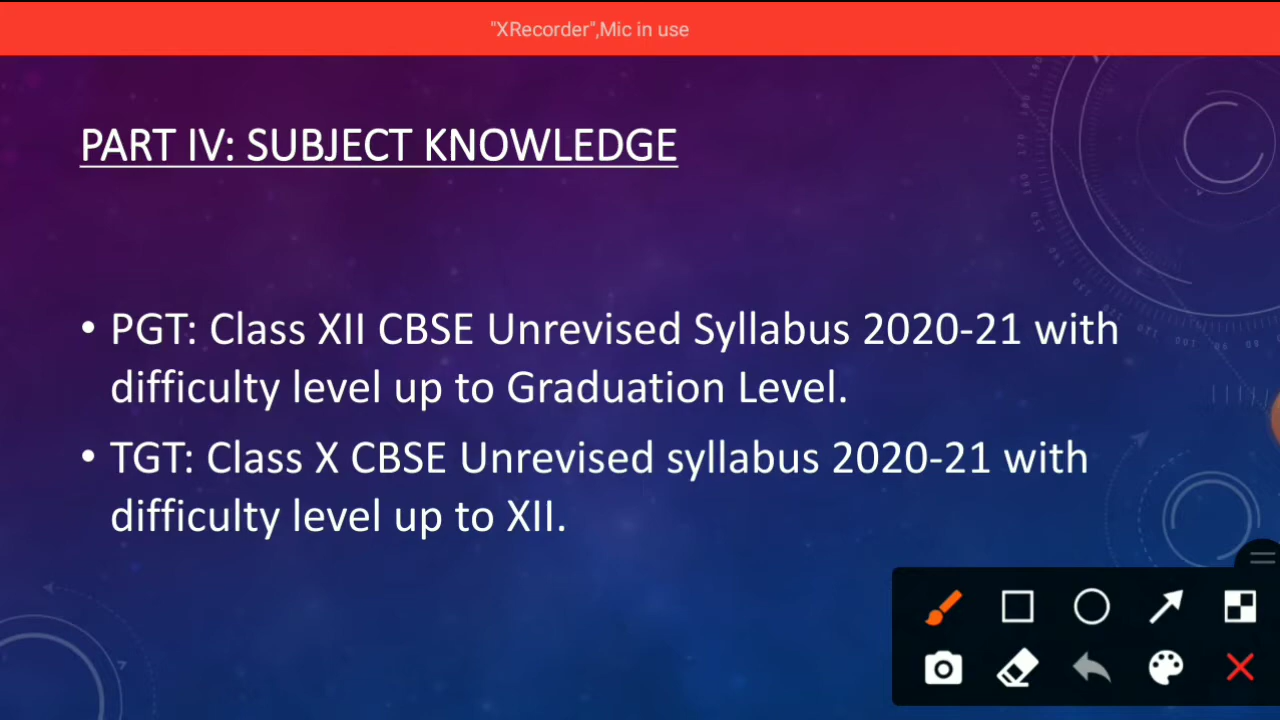 "XRecorder",Mic in use
PART IV: SUBJECT KNOWLEDGE
• PGT: Class XII CBSE Unrevised Syllabus 2020-21 with
difficulty level up to Graduation Level.
• TGT: Class X CBSE Unrevised syllabus 2020-21 with
difficulty level up to XII.